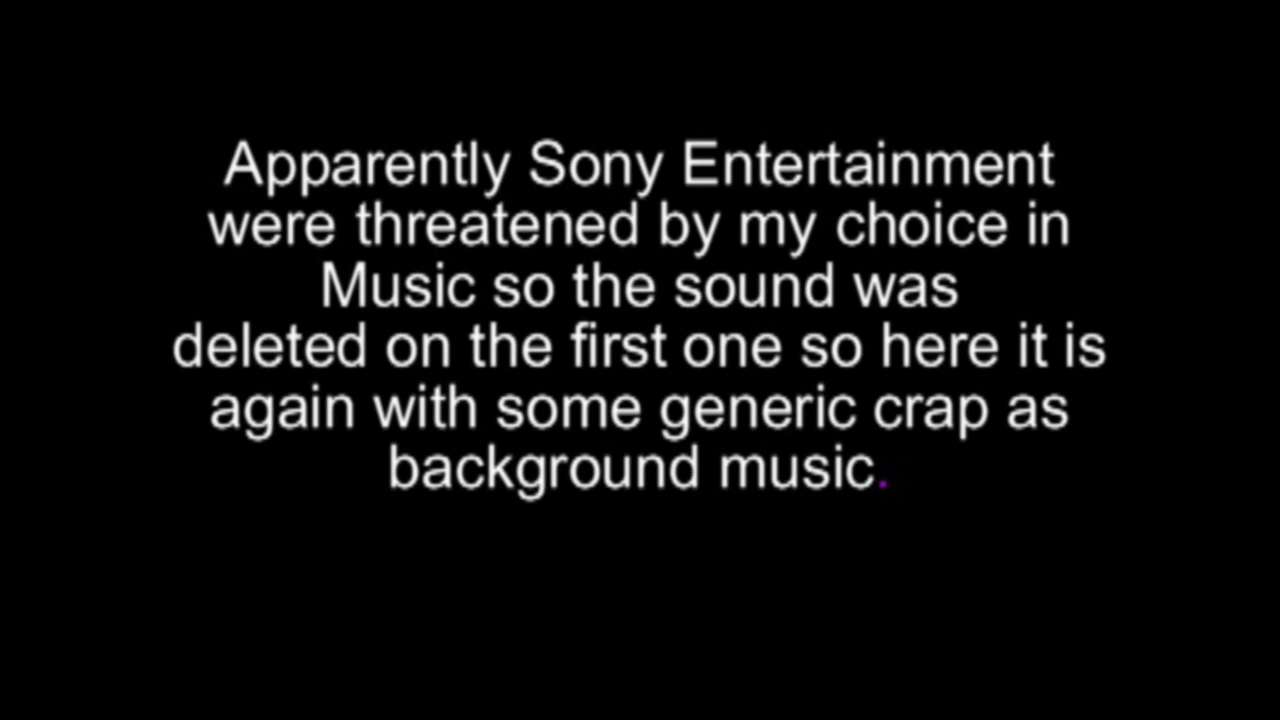 Apparently Sony Entertainment
were threatened by my choice in
Music so the sound was
deleted on the first one so here it is
again with some generic crap as
background music.